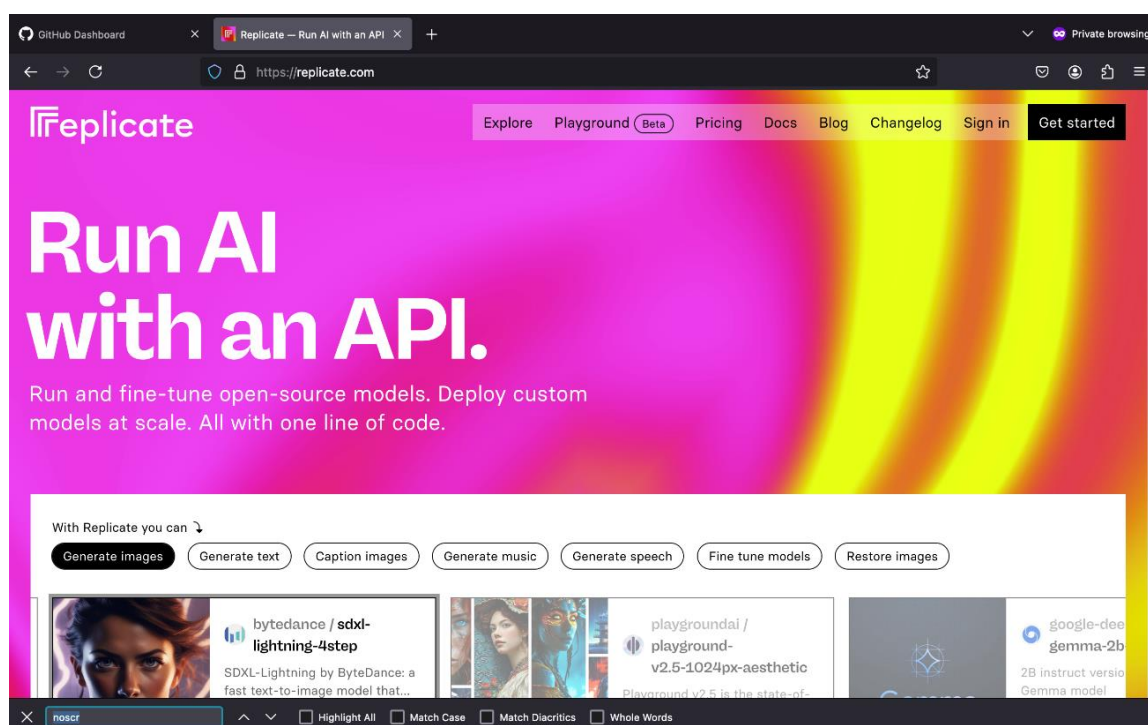 GitHub Dashboard
Replicate — Run AI with an API
Private browsing
https://replicate.com
replicate
Explore Playground Beta Pricing Docs Blog Changelog Sign in Get started
Run AI
with an API.
Run and fine-tune open-source models. Deploy custom
models at scale. All with one line of code.
With Replicate you can
Generate images Generate text Caption images Generate music Generate speech Fine tune models Restore images
bytedance / sdxl-
lightning-4step
SDXL-Lightning by ByteDance: a
fast text-to-image model that...
playgroundai /
playground-
v2.5-1024px-aesthetic
Playground v2.5 is the state-of-
google-dee
gemma-2b-
2B instruct versio
Gemma model
noscr
Highlight All Match Case Match Diacritics Whole Words